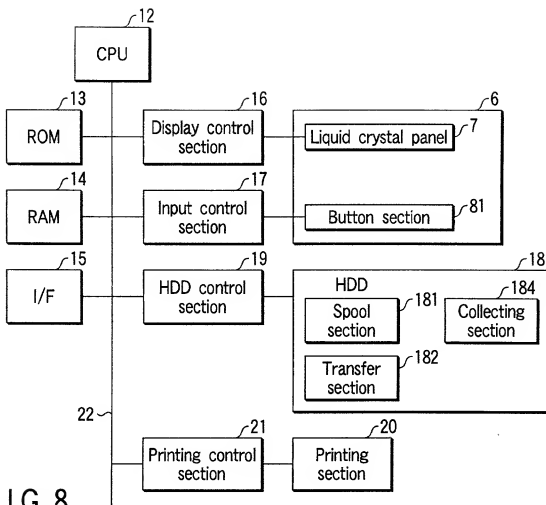 12
CPU
13
ROM
16
Display control
section
6
Liquid crystal panel
7
14
RAM
17
Input control
section
Button section
81
15
I/F
19
HDD control
section
18
HDD
Spool
section
181
Collecting
section
184
Transfer
section
182
22
21
Printing control
section
20
Printing
section
IG. 8